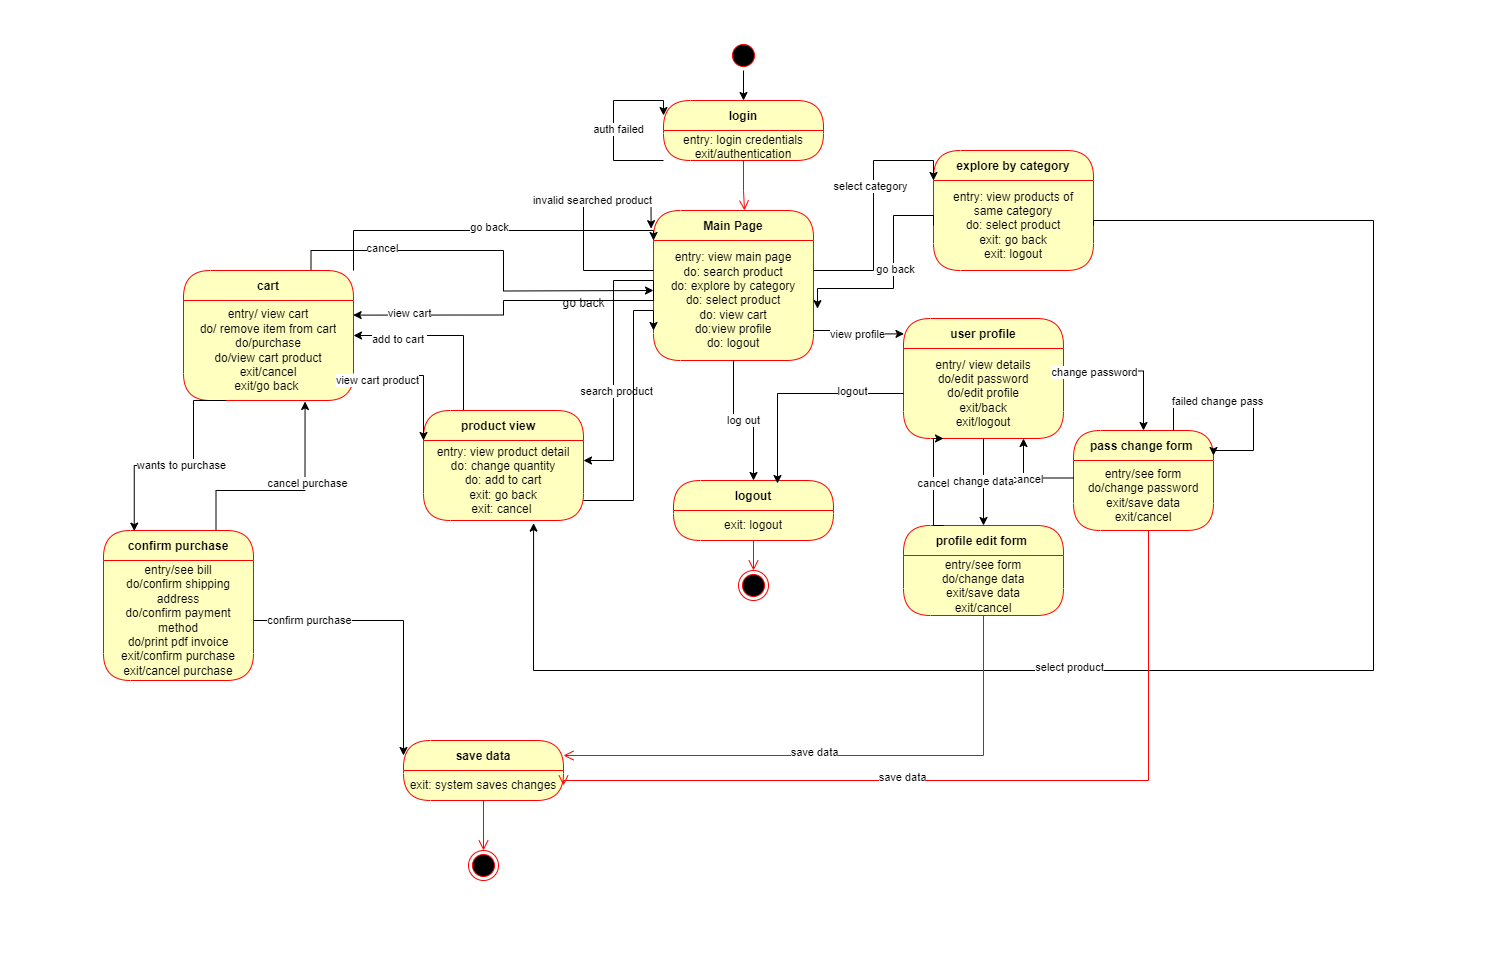 login
entry: login credentials
exit/authentication
auth failed
explore by category
entry: view products of
same category
do: select product
exit: go back
exit: logout
select category
invalid searched product
Main Page
entry: view main page
do: search product
do: explore by category
do: select product
do: view cart
do:view profile
do: logout
go back
cancel
go back
cart
entry/ view cart
do/ remove item from cart
do/purchase
do/view cart product
exit/cancel
exit/go back
go back
view cart
add to cart
view profile
user profile
entry/ view details
do/edit password
do/edit profile
exit/back
exit/logout
view cart product
search product
logout
change password
failed change pass
log out
product view
entry: view product detail
do: change quantity
do: add to cart
exit: go back
exit: cancel
pass change form
entry/see form
do/change password
exit/save data
exit/cancel
wants to purchase
cancel purchase
cancel
change data
cancel
logout
exit: logout
confirm purchase
entry/see bill
do/confirm shipping
address
do/confirm payment
method
do/print pdf invoice
exit/confirm purchase
exit/cancel purchase
profile edit form
entry/see form
do/change data
exit/save data
exit/cancel
confirm purchase
select product
save data
exit: system saves changes
save data
save data